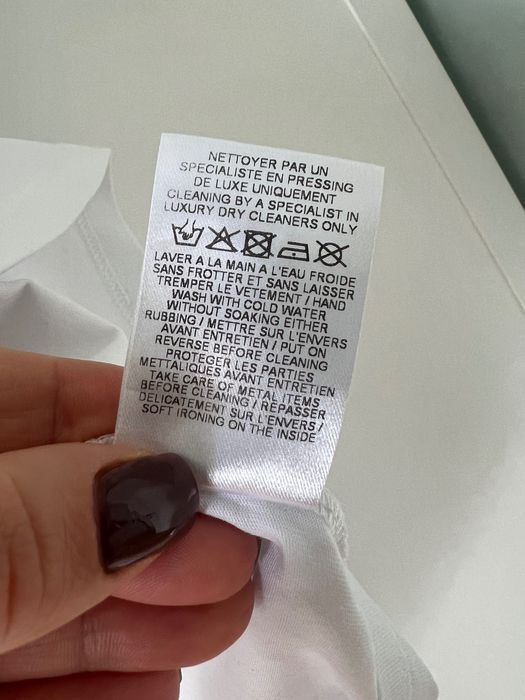 NETTOYER PAR UN
SPECIALISTE EN PRESSING
DE LUXE UNIQUEMENT
CLEANING BY A SPECIALIST IN
LUXURY DRY CLEANERS ONLY
LAVER A LA MAIN A L'EAU FROIDE
SANS FROTTER ET SANS LAISSER
TREMPER LE VETEMENT / HAND
WASH WITH COLD WATER
WITHOUT SOAKING EITHER
RUBBING / METTRE SUR L'ENVERS
AVANT ENTRETIEN / PUT ON
REVERSE BEFORE CLEANING
PROTEGER LES PARTIES
METTALIQUES AVANT ENTRETIEN
TAKE CARE OF METAL ITEMS
BEFORE CLEANING / REPASSER
DELICATEMENT SUR L'ENVERS /
SOFT IRONING ON THE INSIDE